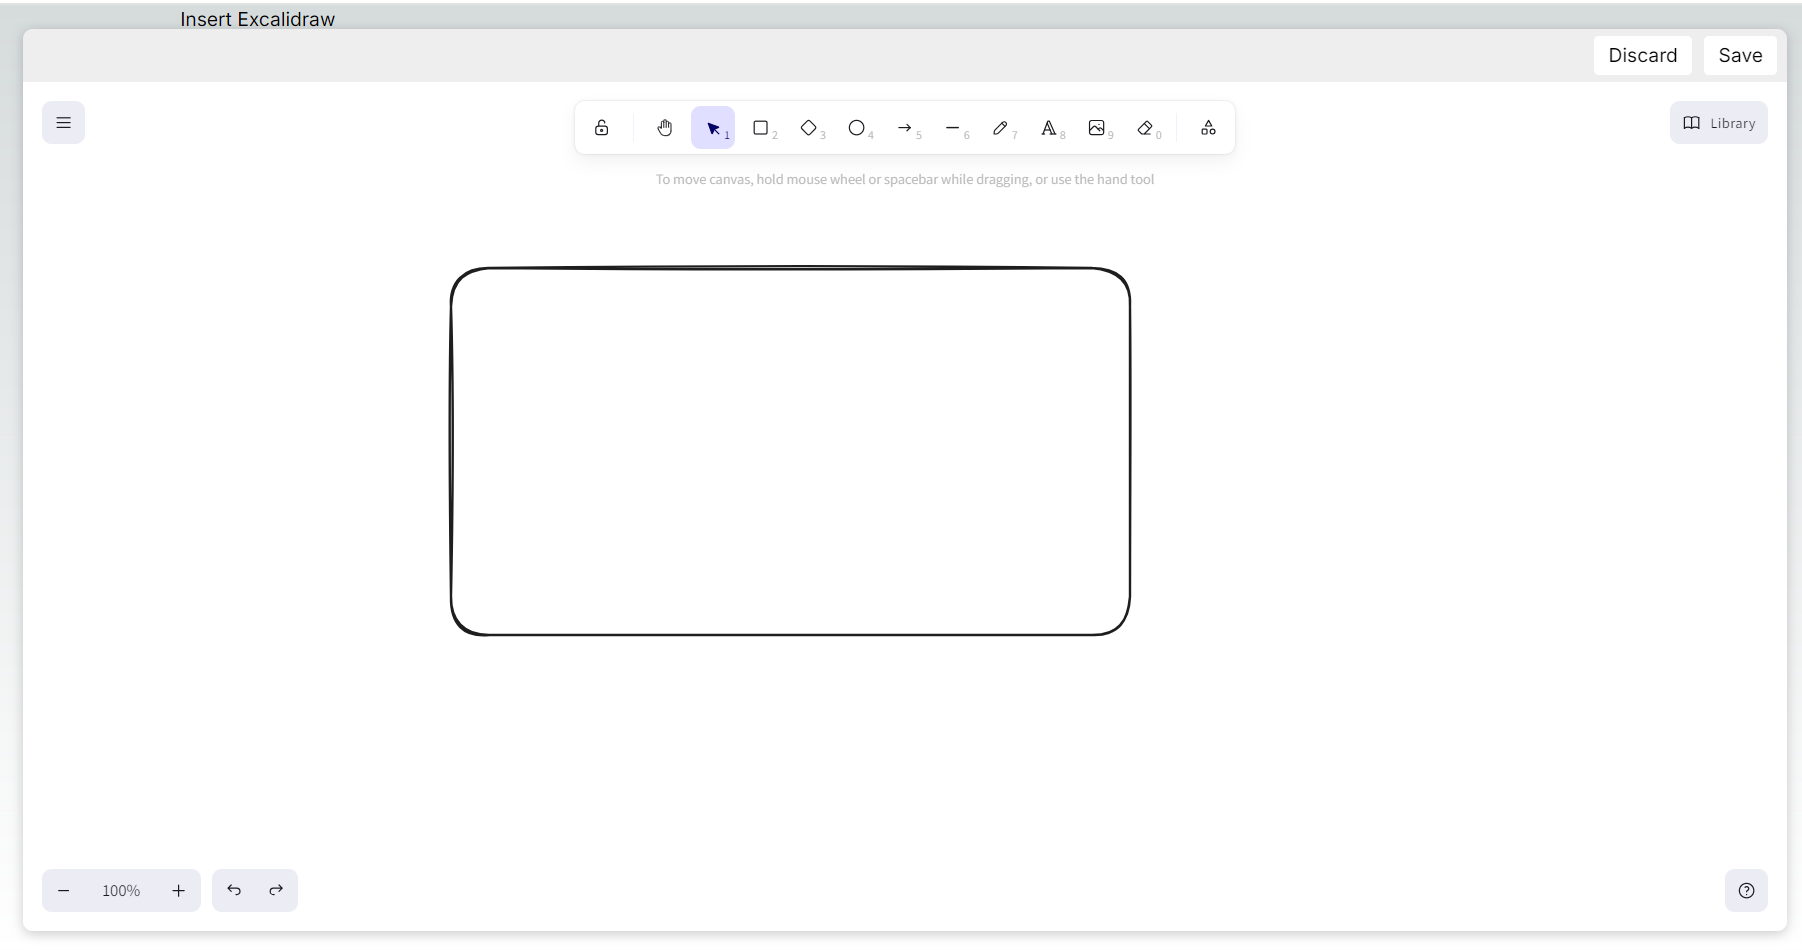 Insert Excalidraw
Discard Save
1 2 3 4 5 6 7 8 9 0
Library
To move canvas, hold mouse wheel or spacebar while dragging, or use the hand tool
100%